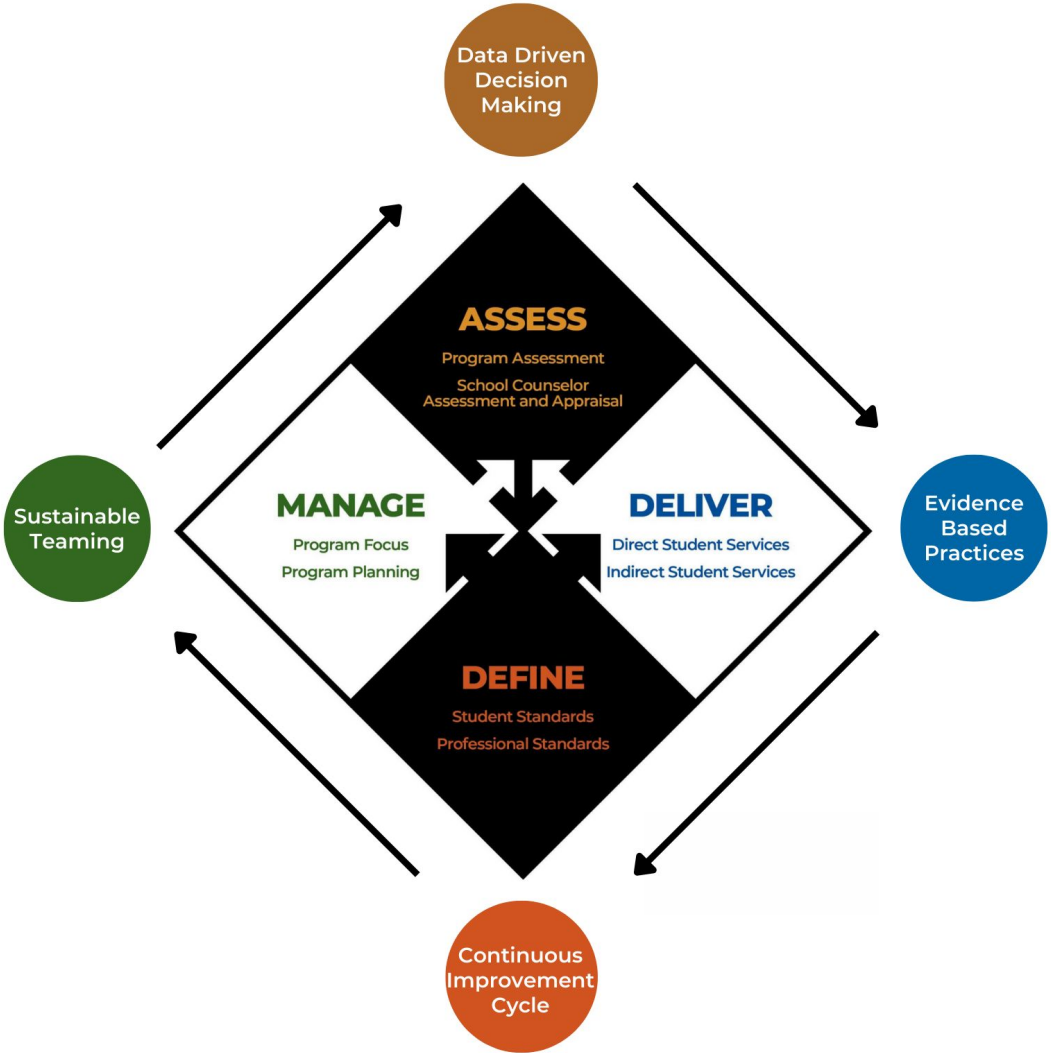 Data Driven
Decision
Making
ASSESS
Program Assessment
School Counselor
Assessment and Appraisal
Sustainable
Teaming
MANAGE
Program Focus
Program Planning
DELIVER
Direct Student Services
Indirect Student Services
Evidence
Based
Practices
DEFINE
Student Standards
Professional Standards
Continuous
Improvement
Cycle